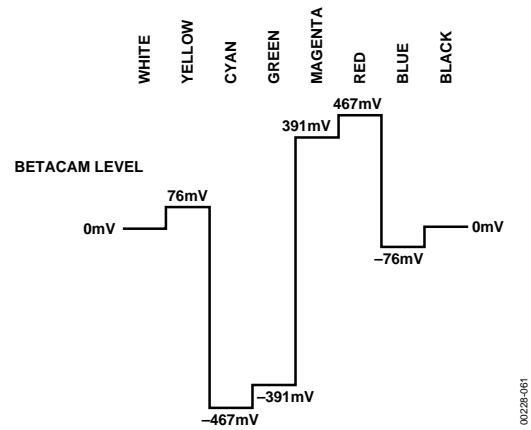 WHITE
YELLOW
CYAN
GREEN
MAGENTA
RED
BLUE
BLACK
467mV
391mV
BETACAM LEVEL
76mV
0mV
0mV
–76mV
–391mV
–467mV
00228-061